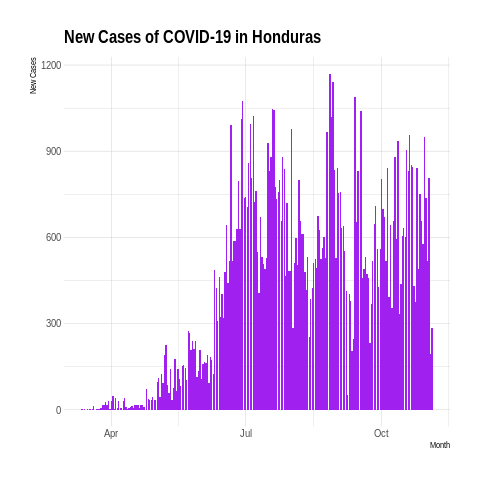 New Cases of COVID-19 in Honduras
New Cases
1200
900
600
300
0
Apr
Jul
Oct
Month